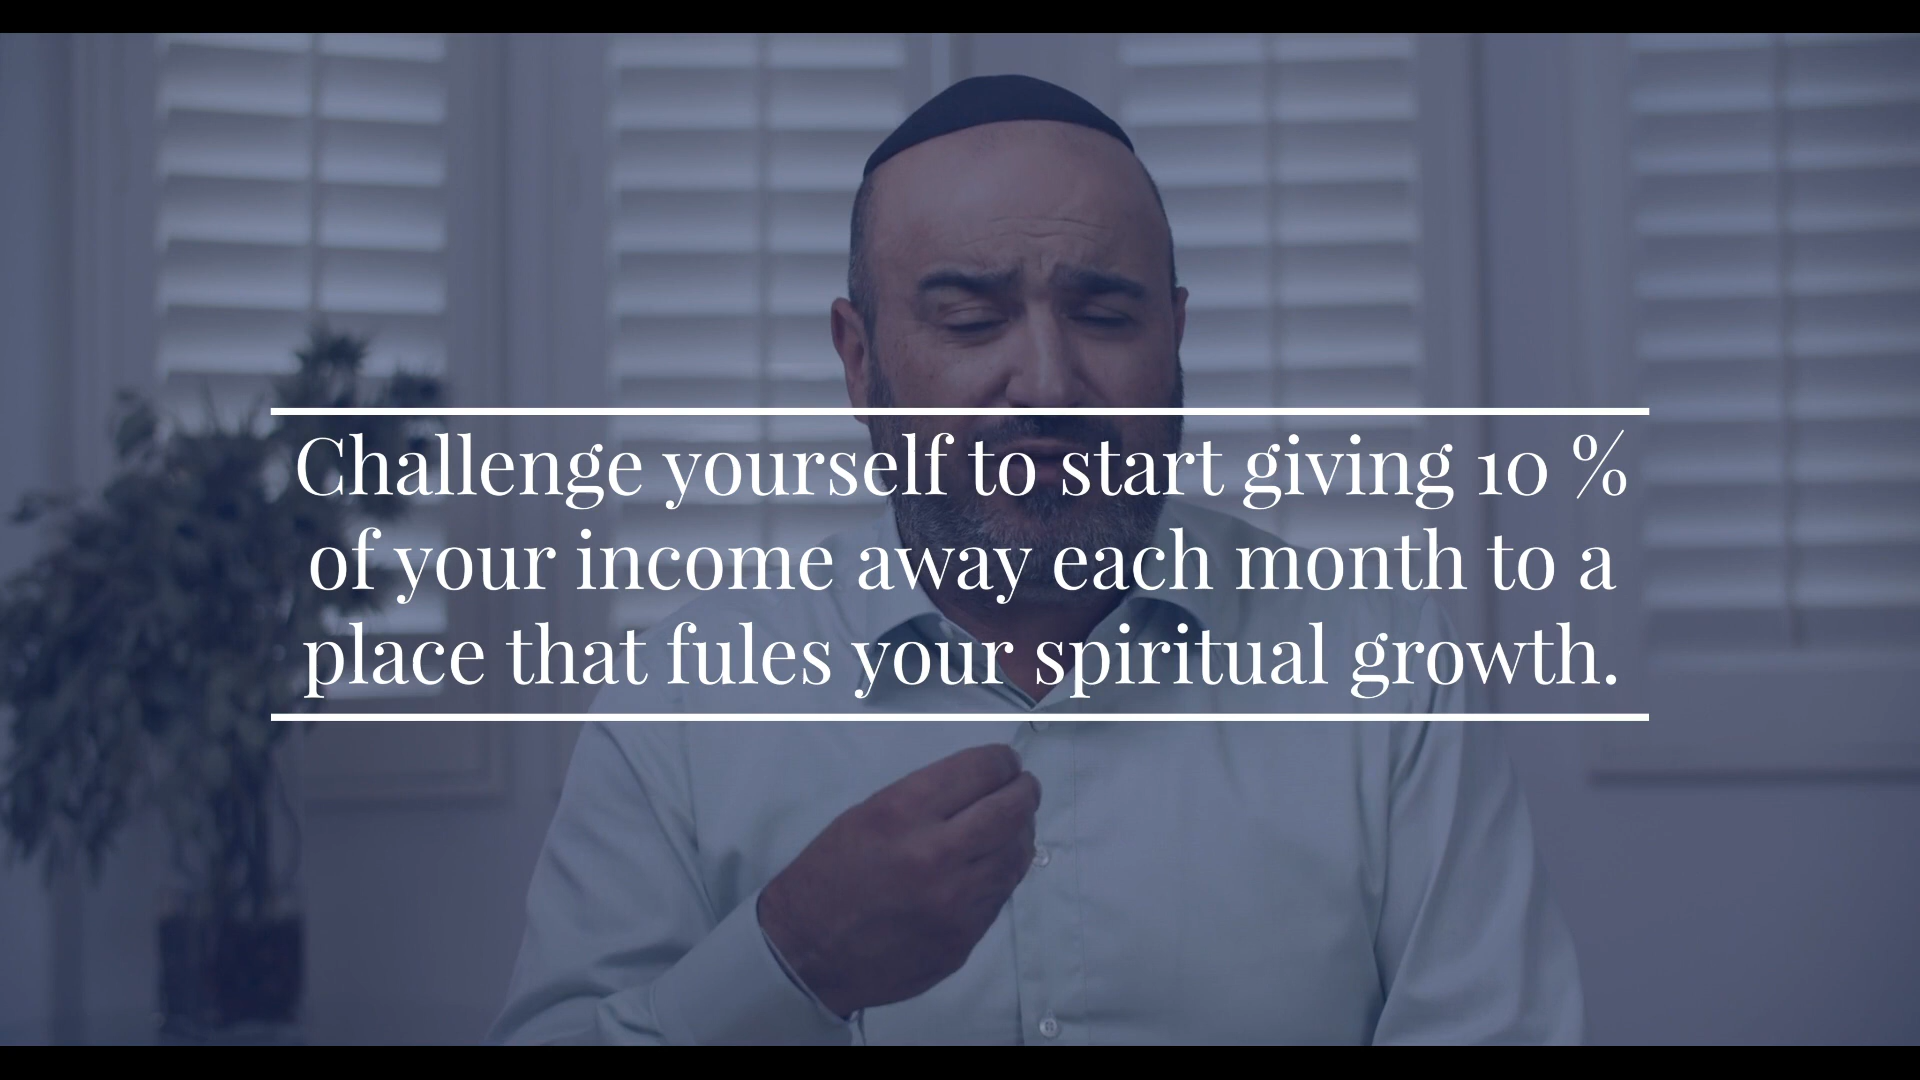 Challenge yourself to start giving 10 %
of your income away each month to a
place that fules your spiritual growth.